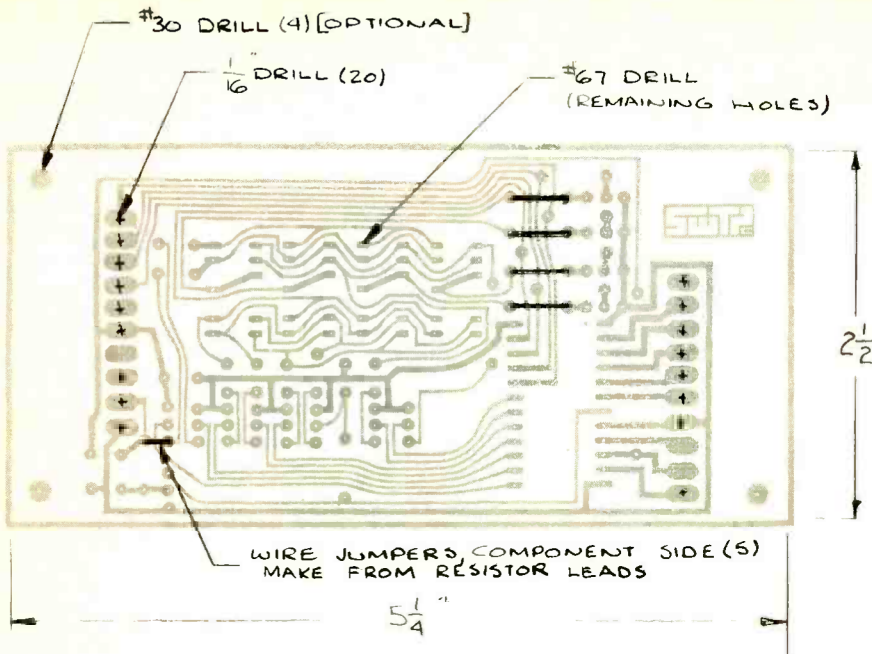 #30 DRILL (4) [OPTIONAL]
1/16" DRILL (20)
#67 DRILL
(REMAINING HOLES)
SWTPC
2 1/2
WIRE JUMPERS, COMPONENT SIDE (5)
MAKE FROM RESISTOR LEADS
5 1/4"